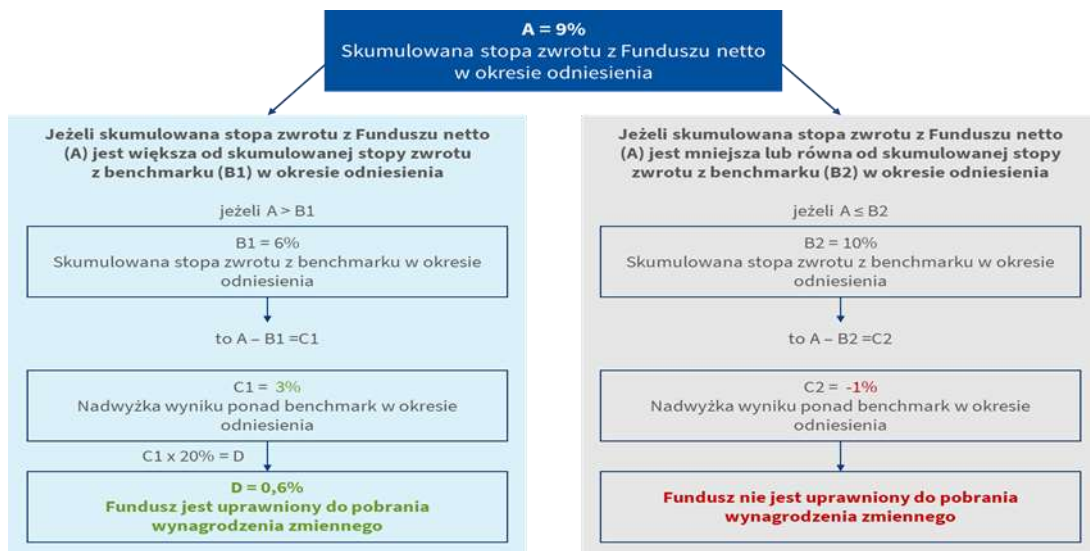 A = 9%
Skumulowana stopa zwrotu z Funduszu netto
w okresie odniesienia
Jeżeli skumulowana stopa zwrotu z Funduszu netto
(A) jest większa od skumulowanej stopy zwrotu
z benchmarku (B1) w okresie odniesienia
jeżeli A > B1
B1 = 6%
Skumulowana stopa zwrotu z benchmarku w okresie
odniesienia
to A – B1 =C1
C1 = 3%
Nadwyżka wyniku ponad benchmark w okresie
odniesienia
C1 x 20% = D
D = 0,6%
Fundusz jest uprawniony do pobrania
wynagrodzenia zmiennego
Jeżeli skumulowana stopa zwrotu z Funduszu netto
(A) jest mniejsza lub równa od skumulowanej stopy
zwrotu z benchmarku (B2) w okresie odniesienia
jeżeli A ≤ B2
B2 = 10%
Skumulowana stopa zwrotu z benchmarku w okresie
odniesienia
to A – B2 =C2
C2 = -1%
Nadwyżka wyniku ponad benchmark w okresie
odniesienia
Fundusz nie jest uprawniony do pobrania
wynagrodzenia zmiennego